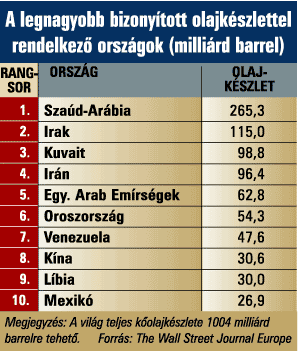 A legnagyobb bizonyított olajkészlettel
rendelkező országok (milliárd barrel)
RANG-SOR ORSZÁG OLAJ-KÉSZLET
1. Szaúd-Arábia 265,3
2. Irak 115,0
3. Kuvait 98,8
4. Irán 96,4
5. Egy. Arab Emírségek 62,8
6. Oroszország 54,3
7. Venezuela 47,6
8. Kína 30,6
9. Líbia 30,0
10. Mexikó 26,9
Megjegyzés: A világ teljes kőolajkészlete 1004 milliárd
barrelre tehető. Forrás: The Wall Street Journal Europe